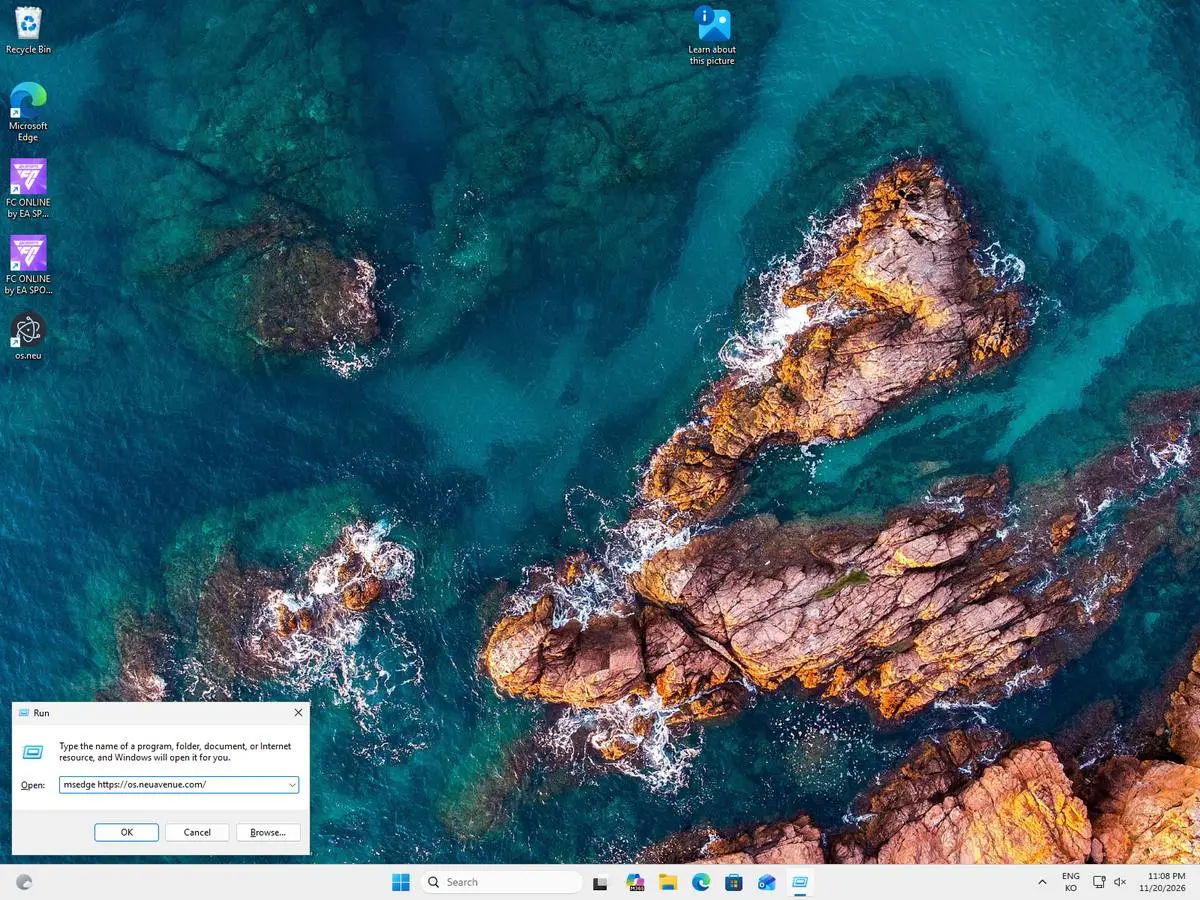 Recycle Bin
Learn about
this picture
Microsoft
Edge
FC ONLINE
by EA SP...
FC ONLINE
by EA SPO...
os.neu
Run
Type the name of a program, folder, document, or Internet
resource, and Windows will open it for you.
Open: msedge https://os.neuavenue.com/
OK Cancel Browse...
Search
M365
ENG
KO
11:08 PM
11/20/2026